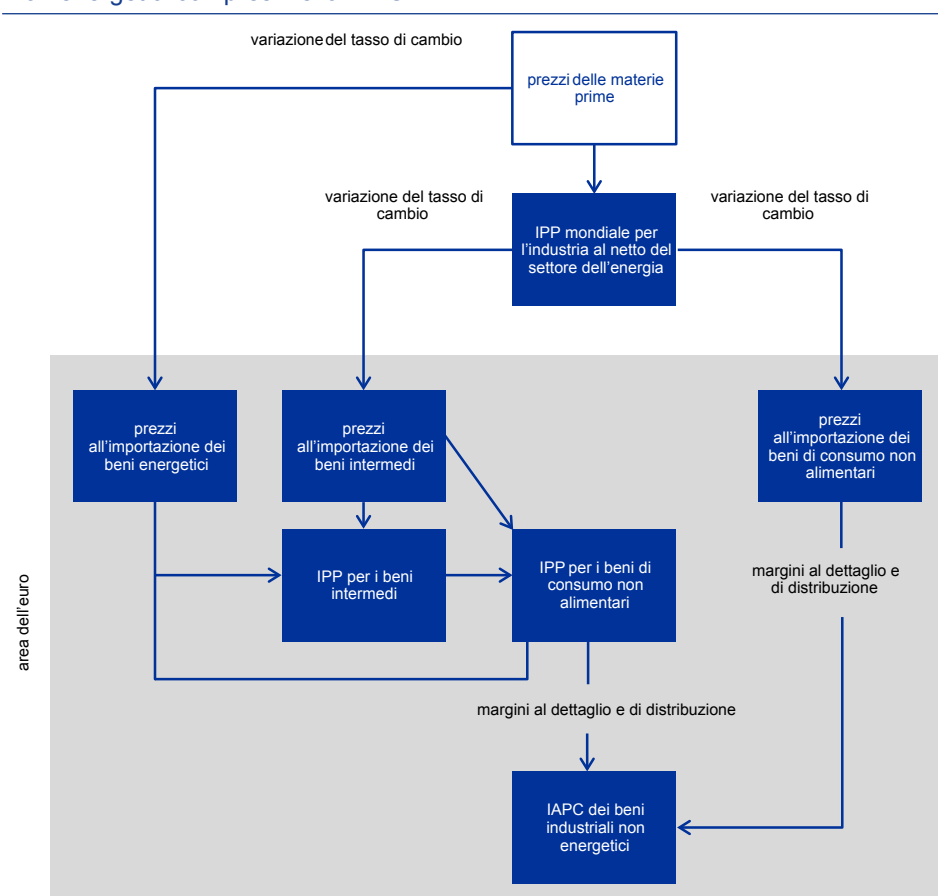 variazione del tasso di cambio
prezzi delle materie
prime
variazione del tasso di
cambio
variazione del tasso di
cambio
IPP mondiale per
l'industria al netto del
settore dell'energia
prezzi
all'importazione dei
beni energetici
prezzi
all'importazione dei
beni intermedi
prezzi
all'importazione dei
beni di consumo non
alimentari
IPP per i beni
intermedi
IPP per i beni di
consumo non
alimentari
margini al dettaglio e
di distribuzione
area dell'euro
margini al dettaglio e di distribuzione
IAPC dei beni
industriali non
energetici